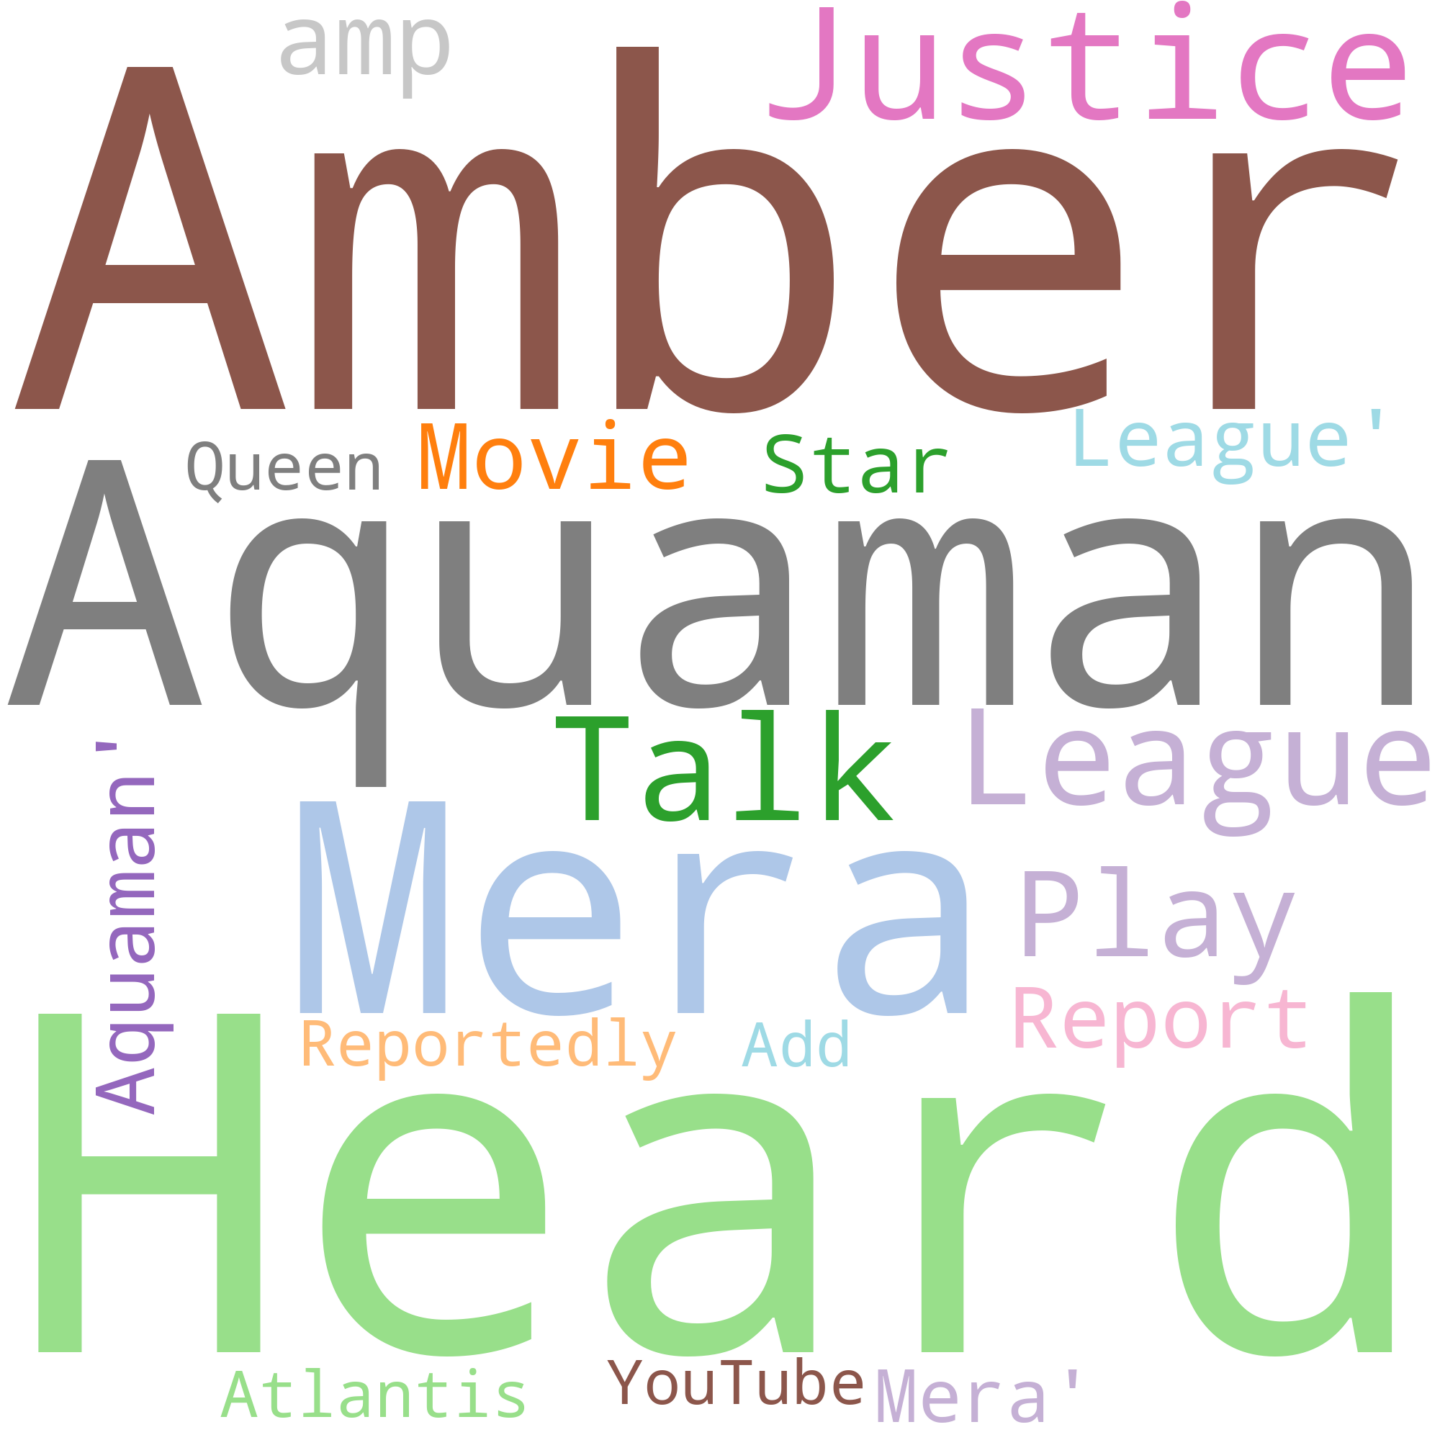 amp Justice
Amber
Queen Movie Star League'
Aquaman
Talk League
Aquaman'
Mera Play
Reportedly Add Report
Heard
Atlantis YouTube Mera'